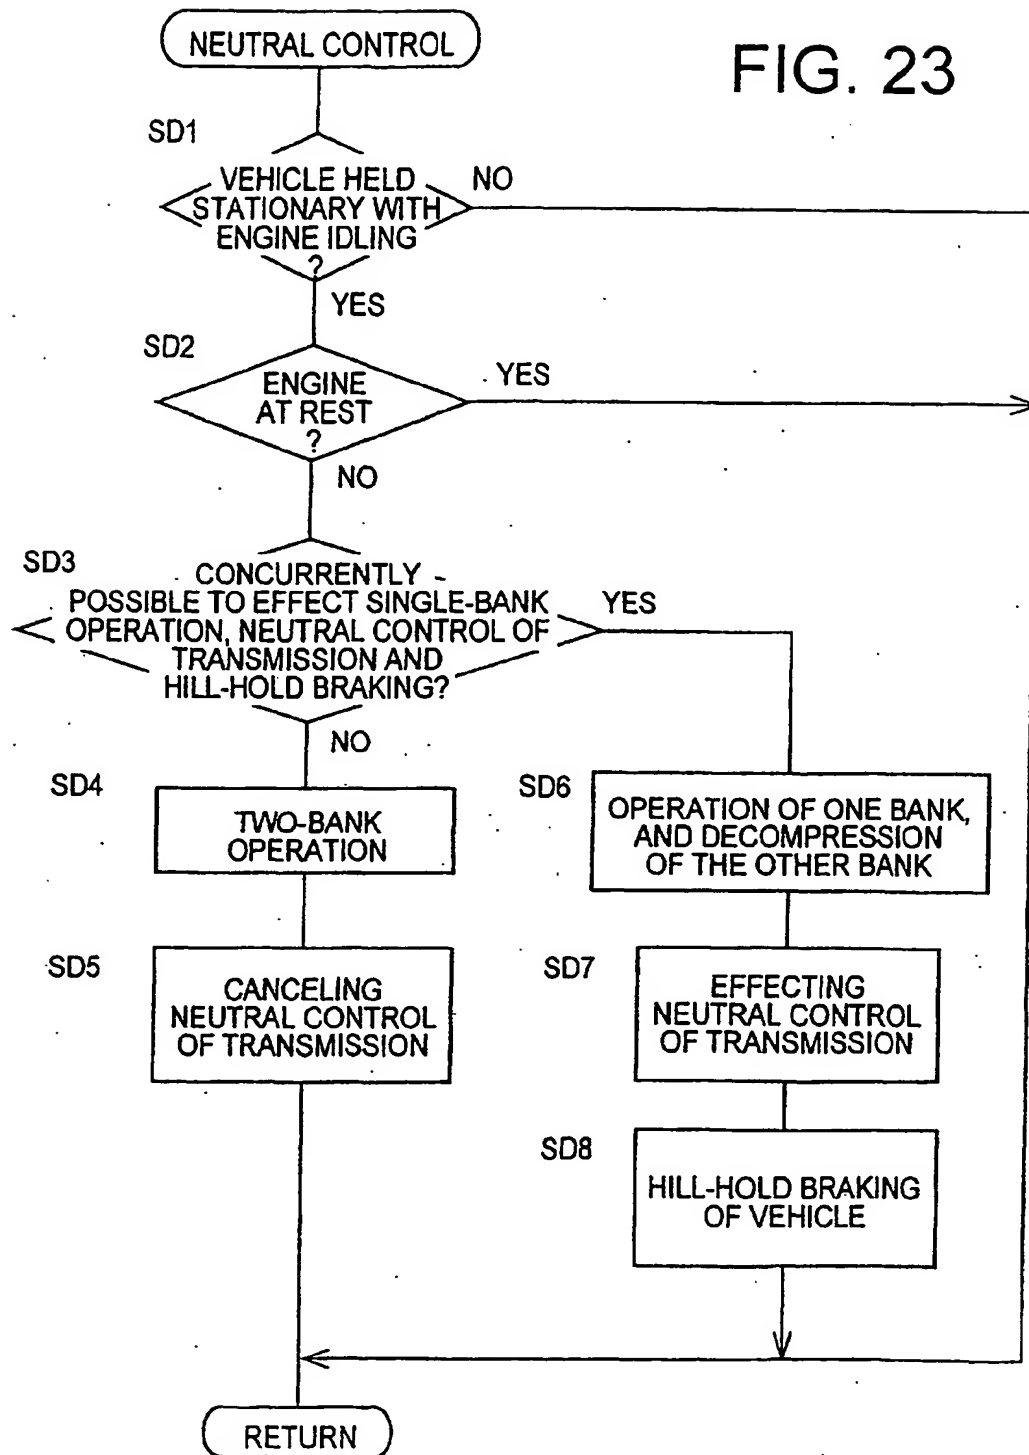 NEUTRAL CONTROL
FIG. 23
SD1
VEHICLE HELD
STATIONARY WITH
ENGINE IDLING
?
NO
YES
SD2
ENGINE
AT REST
?
YES
NO
SD3
CONCURRENTLY
POSSIBLE TO EFFECT SINGLE-BANK
OPERATION, NEUTRAL CONTROL OF
TRANSMISSION AND
HILL-HOLD BRAKING?
YES
NO
SD4
TWO-BANK
OPERATION
SD6
OPERATION OF ONE BANK,
AND DECOMPRESSION
OF THE OTHER BANK
SD5
CANCELING
NEUTRAL CONTROL
OF TRANSMISSION
SD7
EFFECTING
NEUTRAL CONTROL
OF TRANSMISSION
SD8
HILL-HOLD BRAKING
OF VEHICLE
RETURN